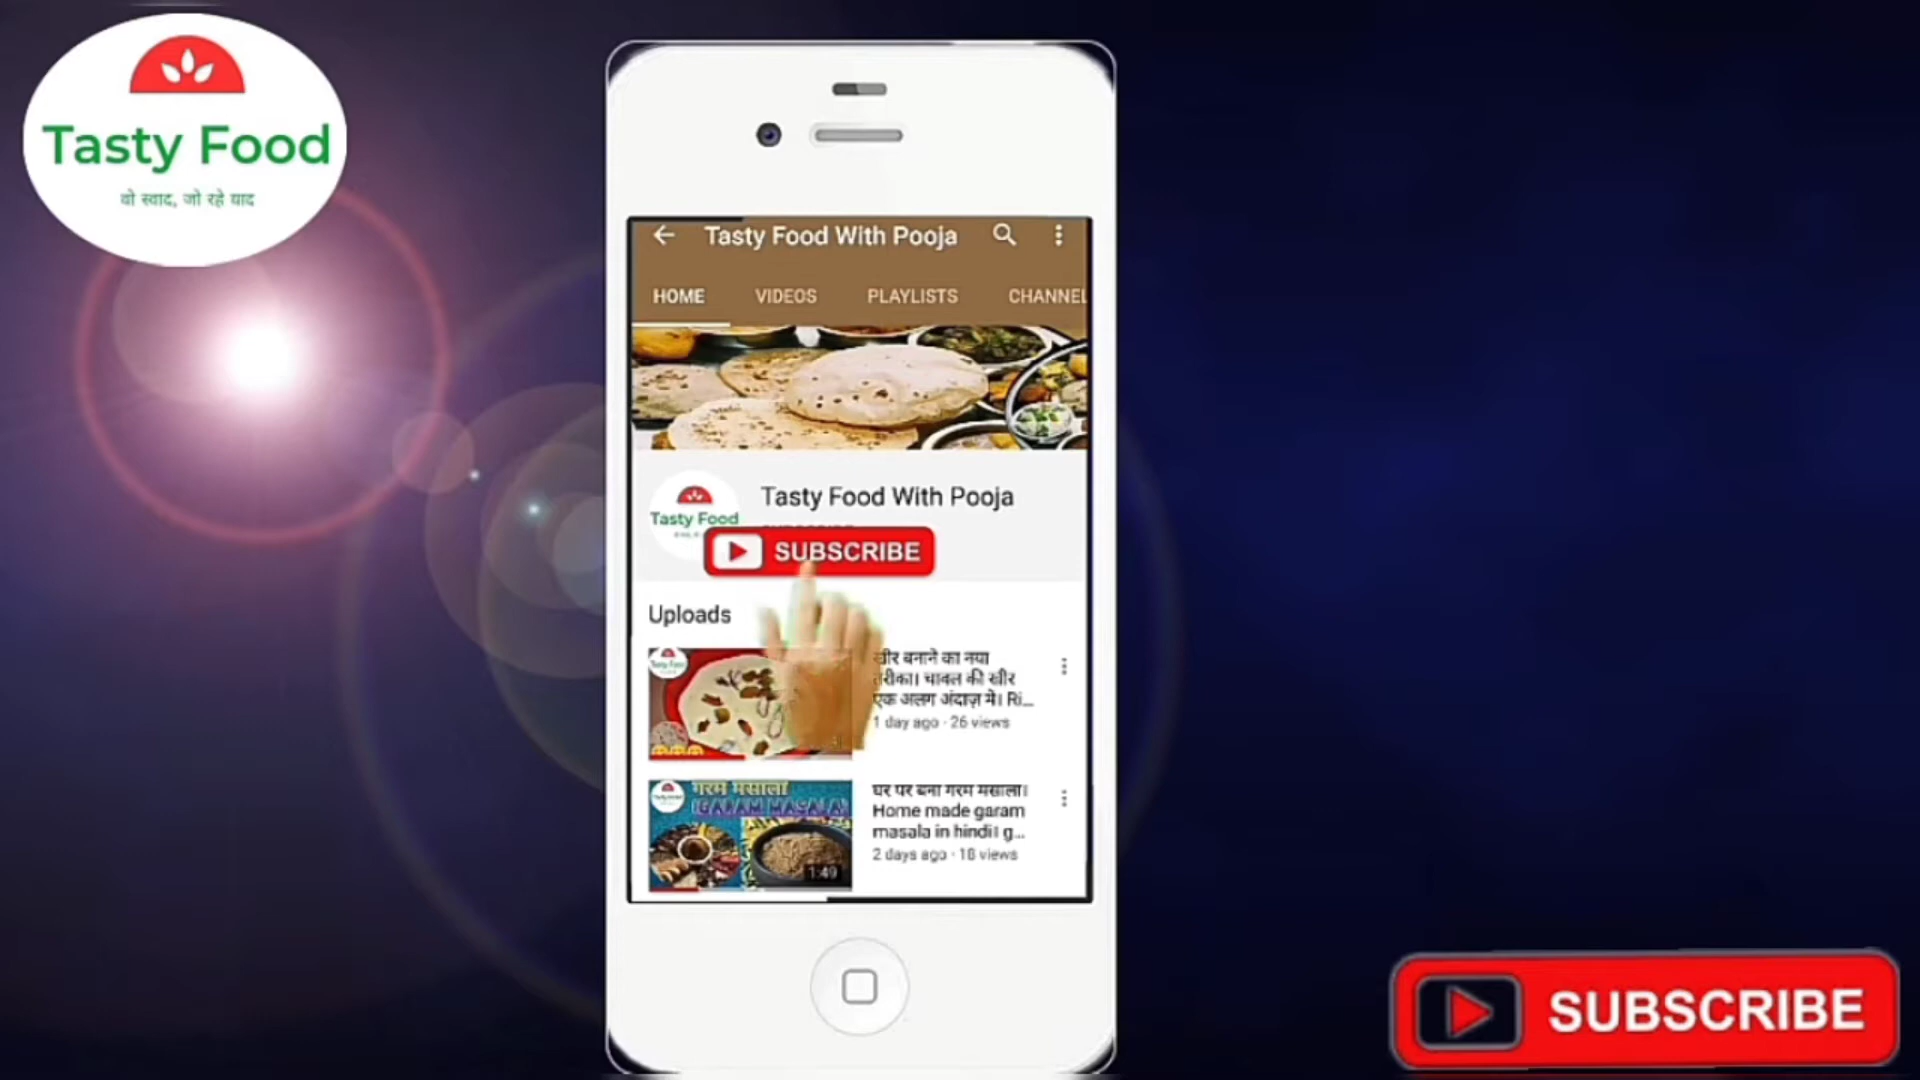 Tasty Food
वो स्वाद, जो रहे याद
Tasty Food With Pooja
HOME VIDEOS PLAYLISTS CHANNEL
Tasty Food With Pooja
Tasty Food
SUBSCRIBE
Uploads
खीर बनाने का नया
तरीका। चावल की खीर
एक अलग अंदाज़ में। Ri...
1 day ago · 26 views
गरम मसाला
(GARAM MASALA)
1:49
घर पर बना गरम मसाला।
Home made garam
masala in hindi। g...
2 days ago · 18 views
SUBSCRIBE